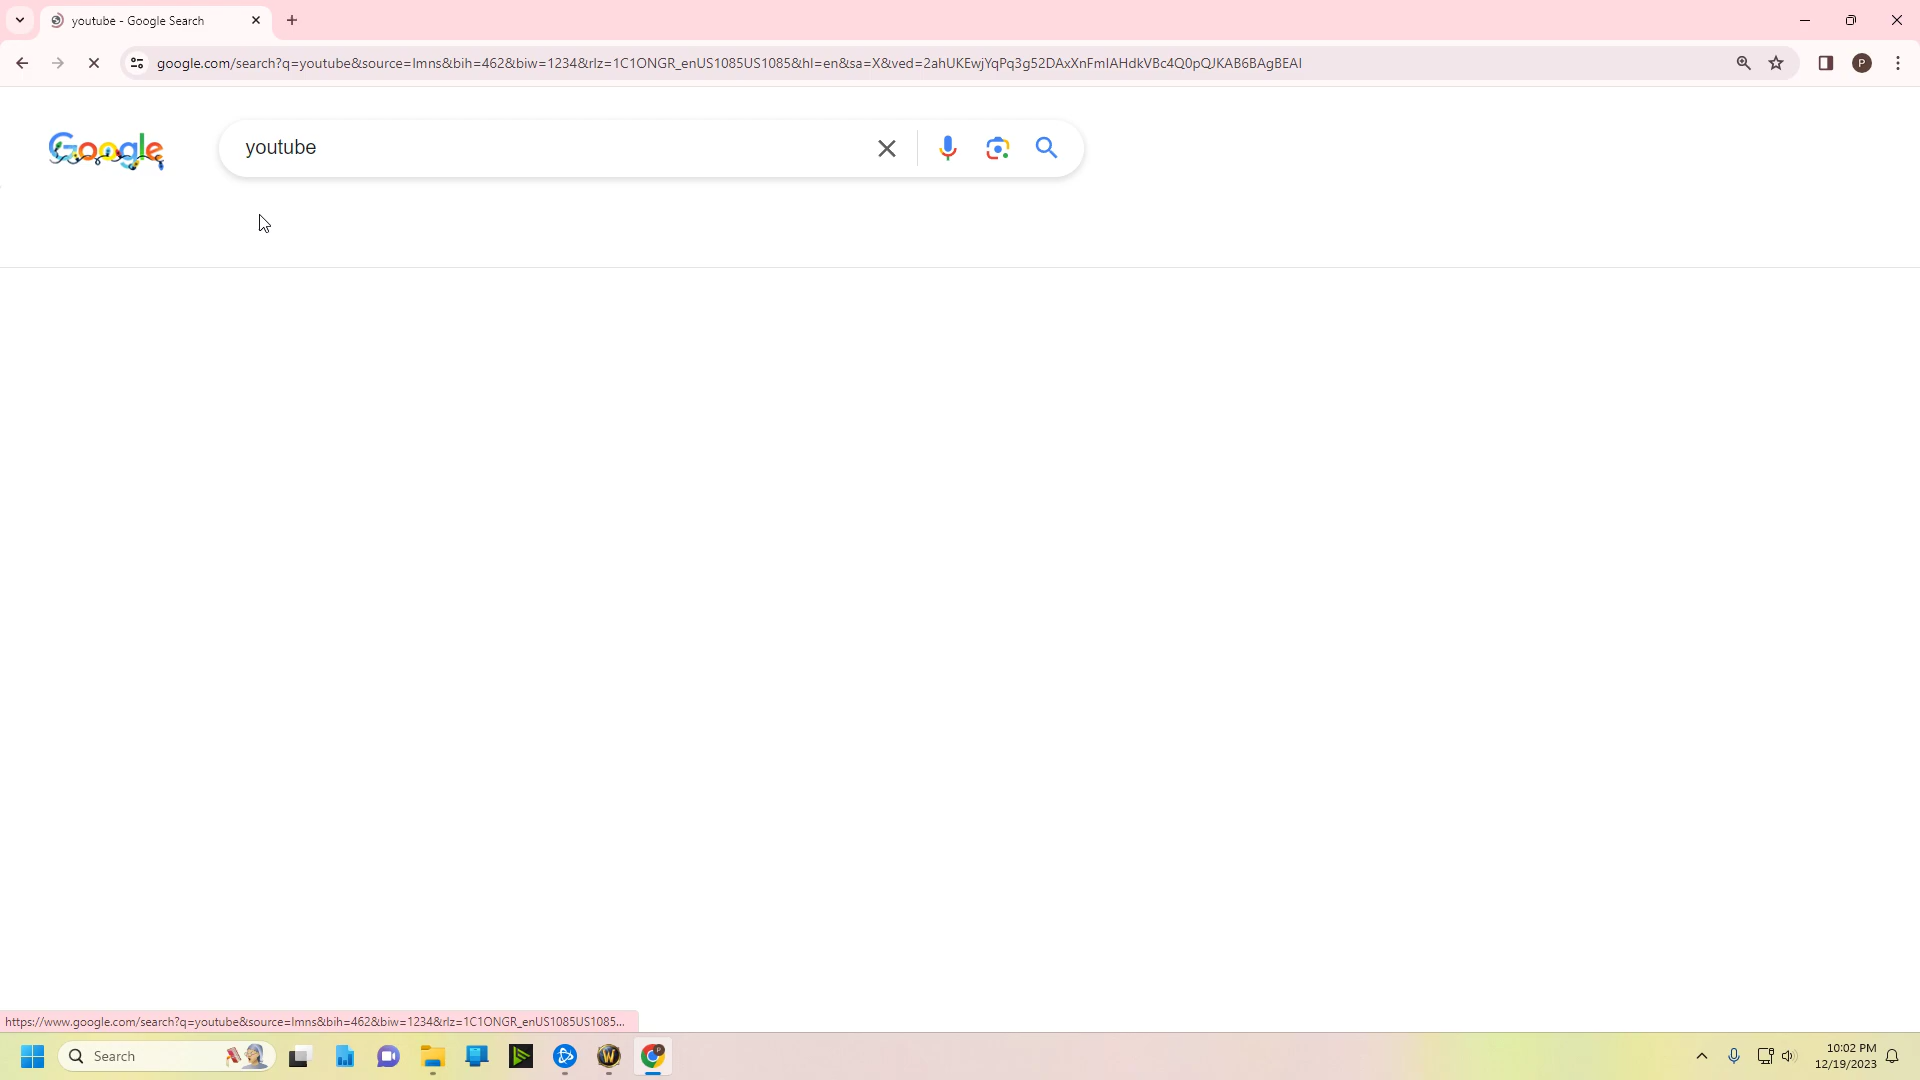 youtube - Google Search
google.com/search?q=youtube&source=lmns&bih=462&biw=1234&rlz=1C1ONGR_enUS1085US1085&hl=en&sa=X&ved=2ahUKEwjYqPq3g52DAxXnFmIAHdkVBc4Q0pQJKAB6BAgBEAI
P
Google
youtube
https://www.google.com/search?q=youtube&source=lmns&bih=462&biw=1234&rlz=1C1ONGR_enUS1085US1085...
Search
10:02 PM
12/19/2023